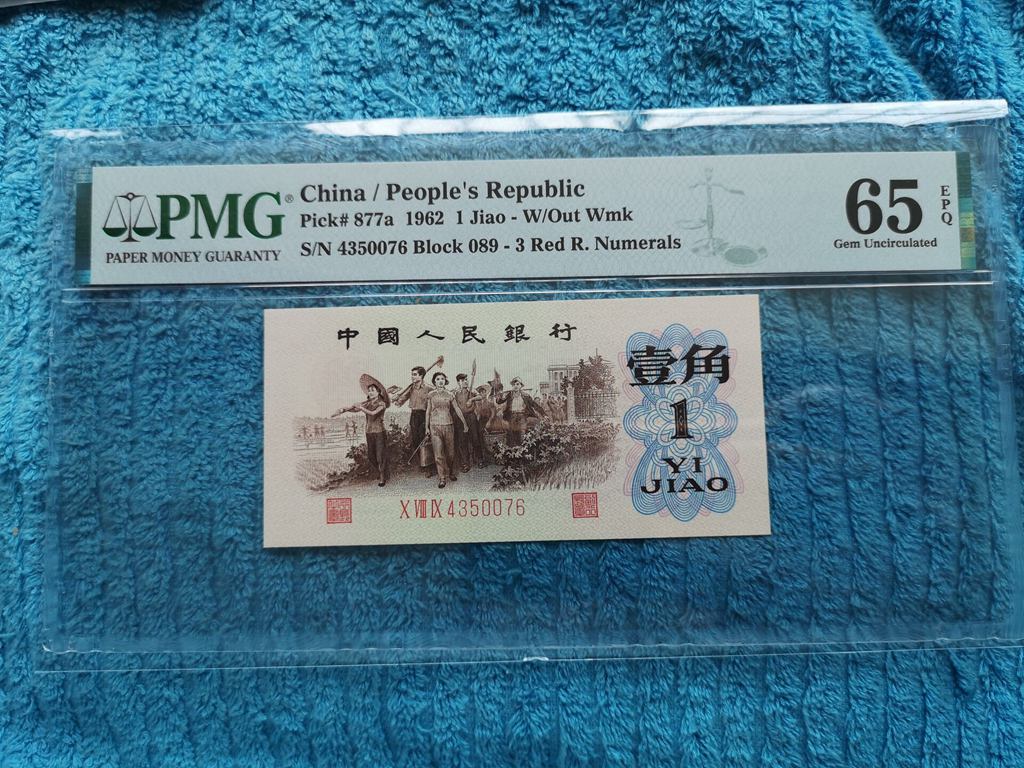 PMG®
PAPER MONEY GUARANTY
China / People's Republic
Pick# 877a 1962 1 Jiao - W/Out Wmk
S/N 4350076 Block 089 - 3 Red R. Numerals
65
EPQ
Gem Uncirculated
中國人民銀行
壹角
1
YI
JIAO
X VIII IX 4350076